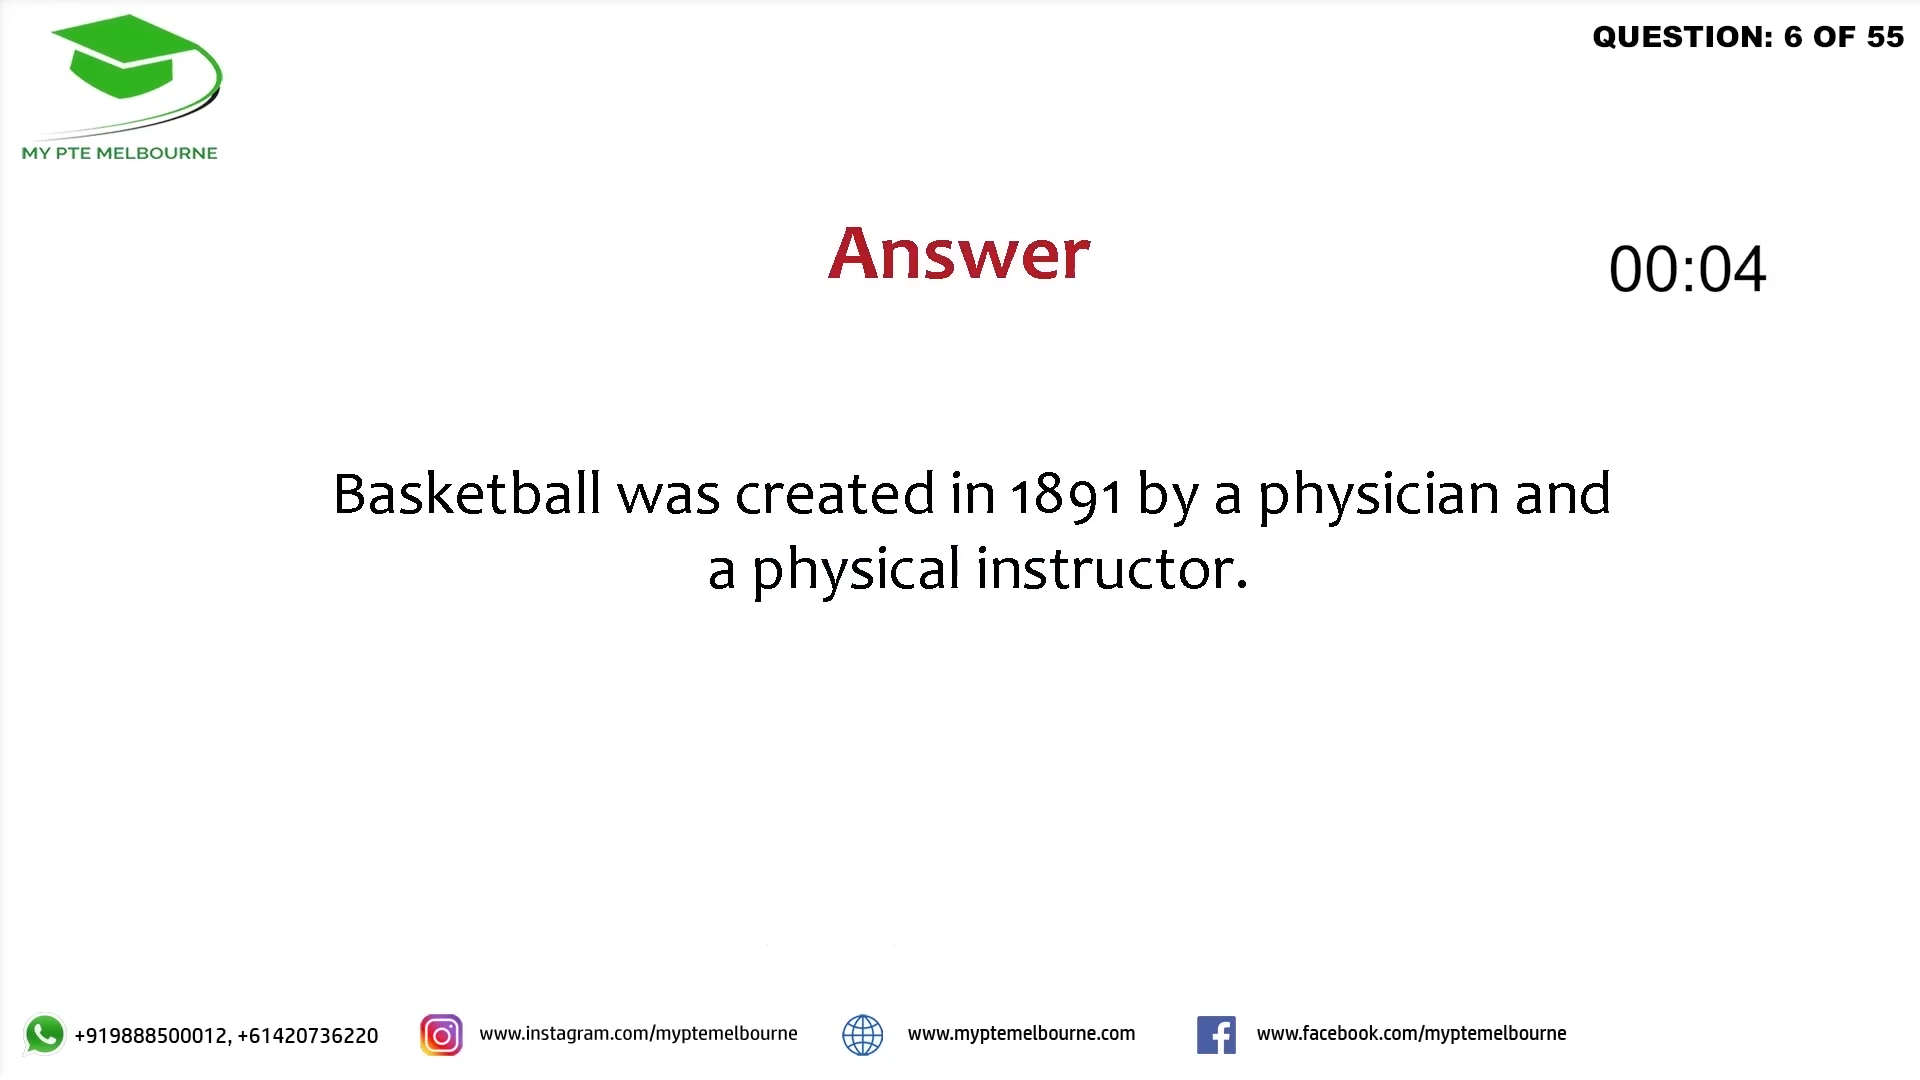 QUESTION: 6 OF 55
MY PTE MELBOURNE
Answer
00:04
Basketball was created in 1891 by a physician and
a physical instructor.
+919888500012, +61420736220
www.instagram.com/myptemelbourne
www.myptemelbourne.com
www.facebook.com/myptemelbourne